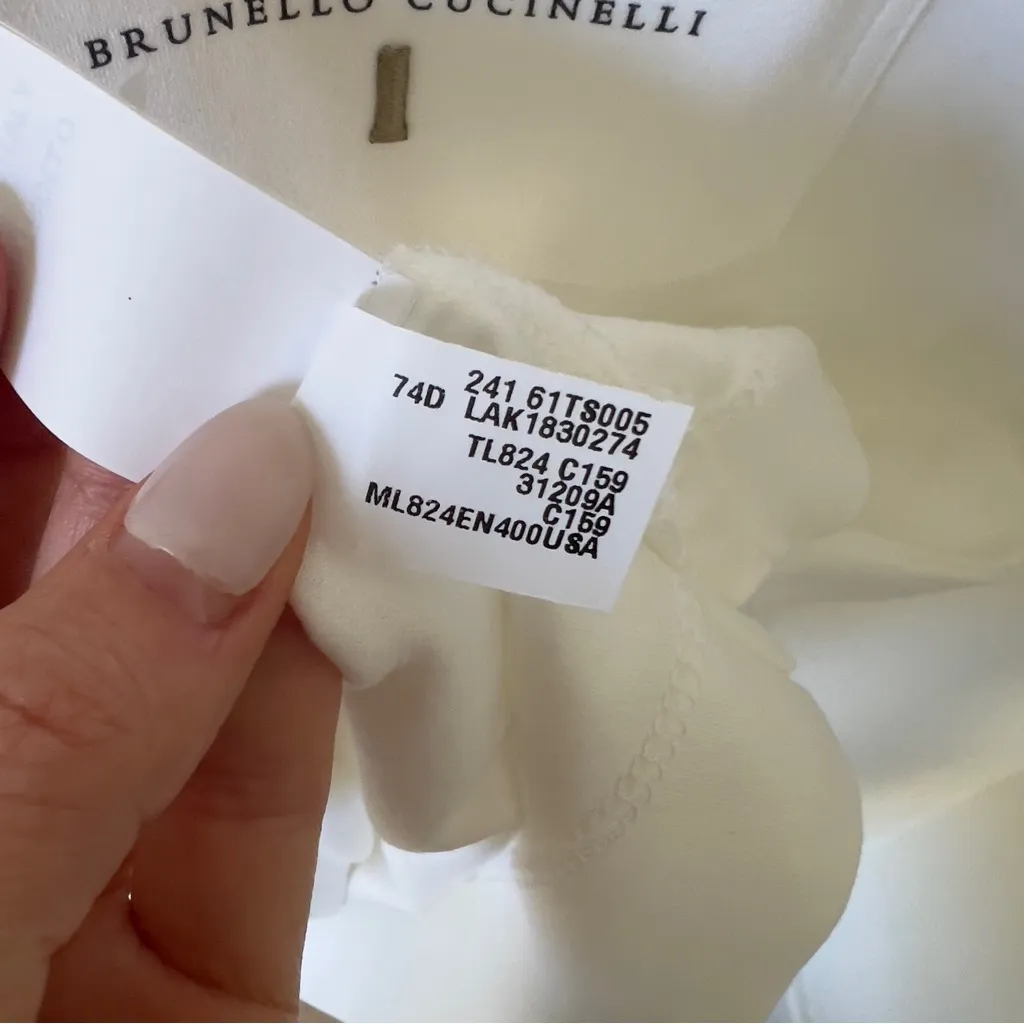 BRUNELLO CUCINELLI
241 61TS005
74D LAK1830274
TL824 C159
31209A
C159
ML824EN400USA